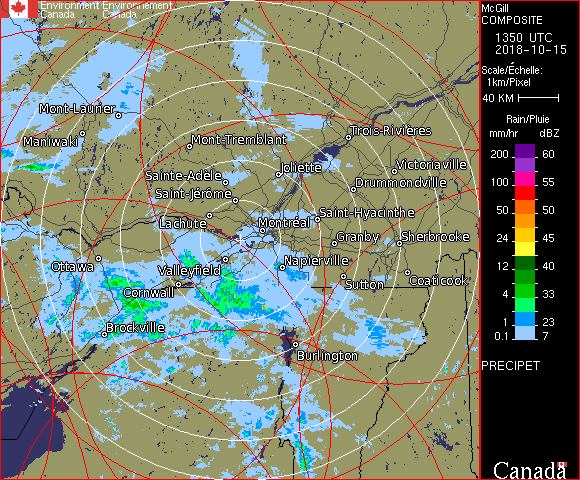 Environment Environnement
Canada Canada
Mont-Laurier
Maniwaki
Mont-Tremblant
Trois-Rivières
Joliette
Victoriaville
Sainte-Adèle
Drummondville
Saint-Jérôme
Lachute
Saint-Hyacinthe
Montréal
Granby
Sherbrooke
Ottawa
Valleyfield
Napierville
Cornwall
Sutton
Coaticook
Brockville
Burlington
McGill
COMPOSITE
1350 UTC
2018-10-15
Scale/Échelle:
1km/Pixel
40 KM
Rain/Pluie
mm/hr dBZ
200 60
100 55
50 50
24 45
12 40
4 33
2 23
0.1 7
PRECIPET
Canada